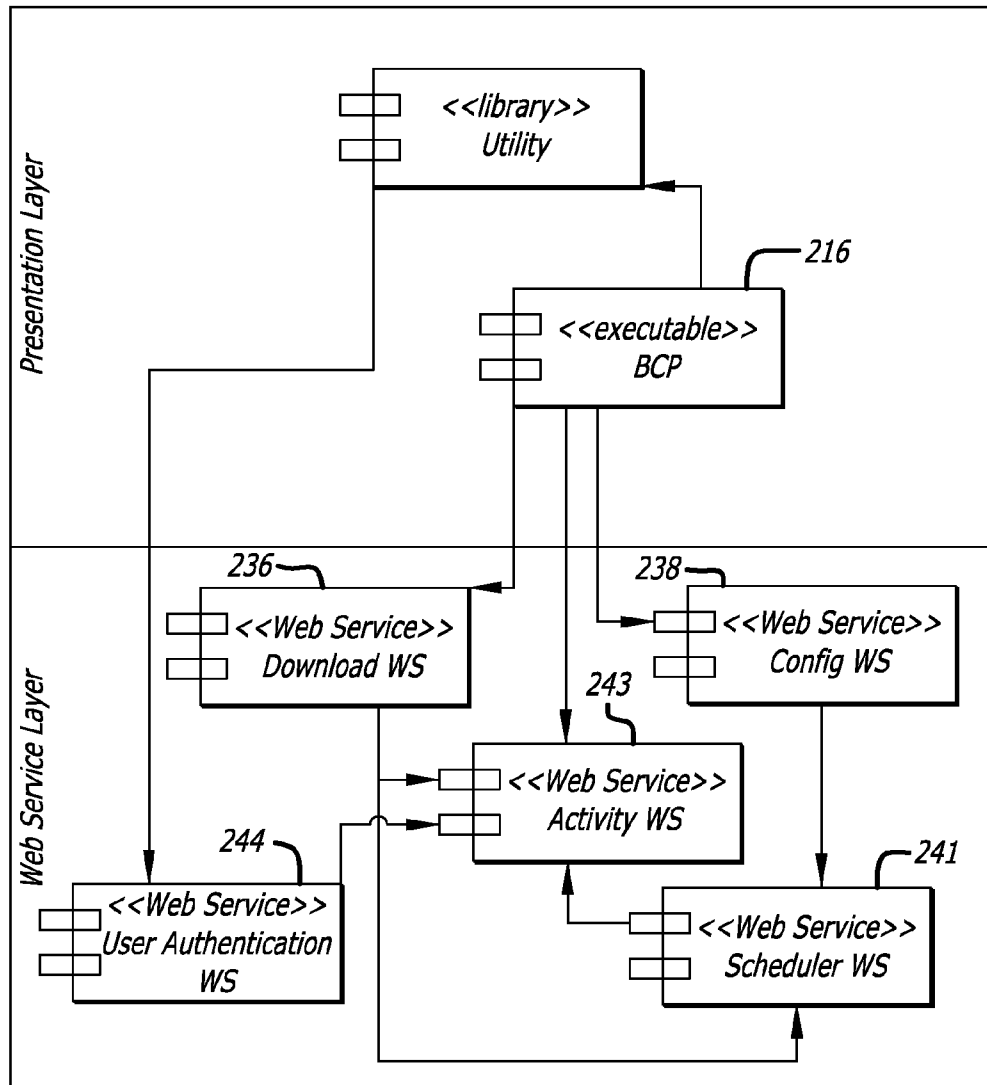 Presentation Layer
<<library>>
Utility
216
<<executable>>
BCP
Web Service Layer
236
<<Web Service>>
Download WS
238
<<Web Service>>
Config WS
243
<<Web Service>>
Activity WS
244
<<Web Service>>
User Authentication
WS
241
<<Web Service>>
Scheduler WS